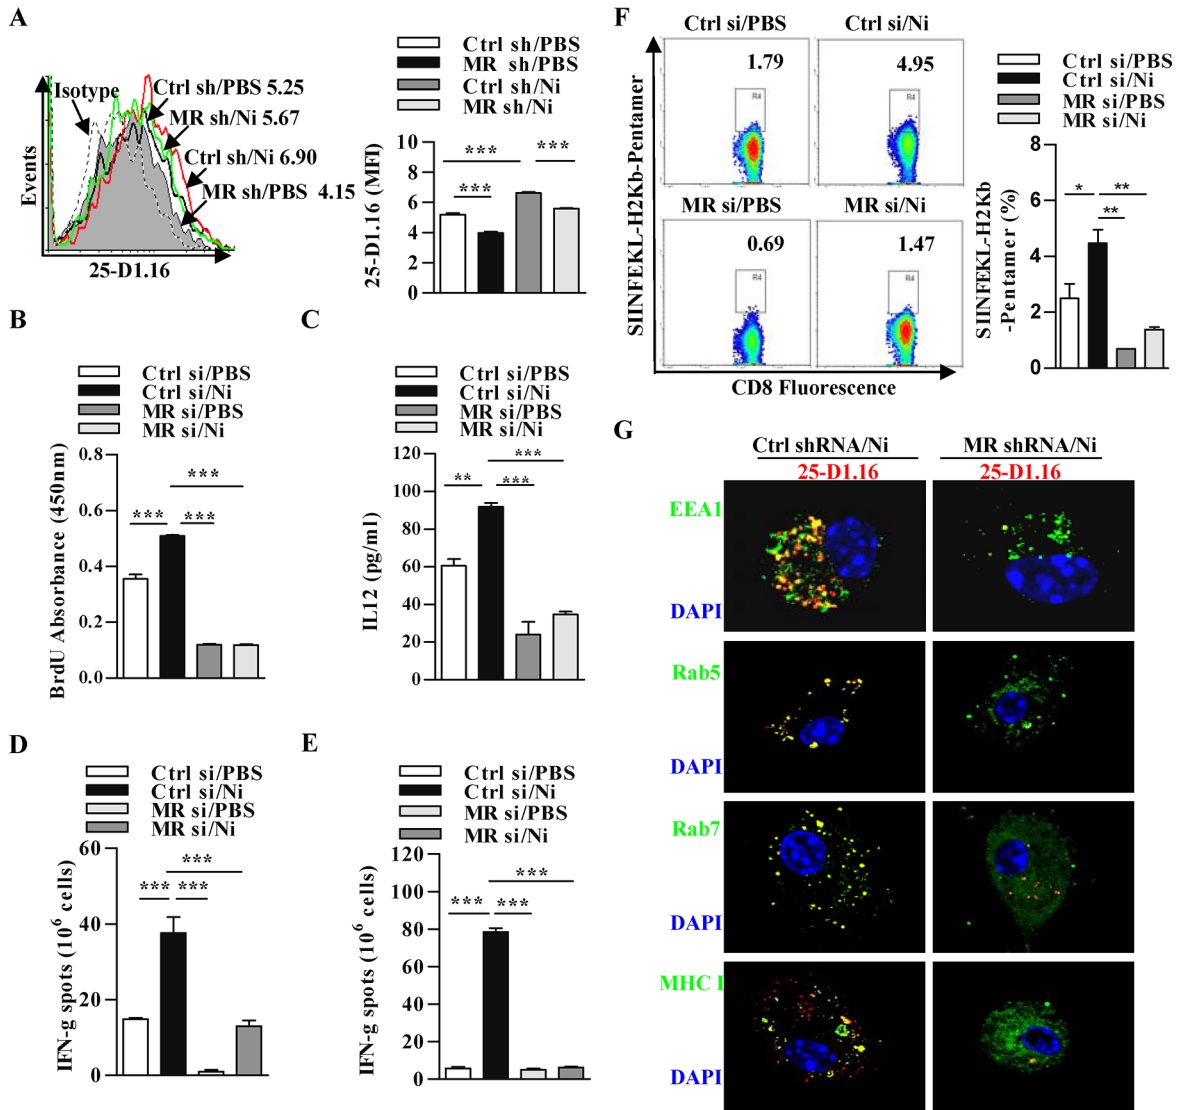 A
Events
Isotype
Ctrl sh/PBS 5.25
MR sh/Ni 5.67
Ctrl sh/Ni 6.90
MR sh/PBS 4.15
25-D1.16
Ctrl sh/PBS
MR sh/PBS
Ctrl sh/Ni
MR sh/Ni
25-D1.16 (MFI)
10
8
6
4
2
0
*** ***
***
B
Ctrl si/PBS
Ctrl si/Ni
MR si/PBS
MR si/Ni
BrdU Absorbance (450nm)
0.8
0.6
0.4
0.2
0.0
***
*** ***
C
Ctrl si/PBS
Ctrl si/Ni
MR si/PBS
MR si/Ni
IL12 (pg/ml)
120
100
80
60
40
20
0
***
** ***
D
Ctrl si/PBS
Ctrl si/Ni
MR si/PBS
MR si/Ni
IFN-g spots (10^6 cells)
60
40
20
0
***
*** ***
E
Ctrl si/PBS
Ctrl si/Ni
MR si/PBS
MR si/Ni
IFN-g spots (10^6 cells)
120
100
80
60
40
20
0
***
*** ***
F
Ctrl si/PBS
Ctrl si/Ni
1.79
4.95
MR si/PBS
MR si/Ni
0.69
1.47
SIINFEKL-H2Kb-Pentamer
CD8 Fluorescence
Ctrl si/PBS
Ctrl si/Ni
MR si/PBS
MR si/Ni
SIINFEKL-H2Kb
-Pentamer (%)
8
6
4
2
0
* **
**
G
Ctrl shRNA/Ni
MR shRNA/Ni
25-D1.16
25-D1.16
EEA1
DAPI
Rab5
DAPI
Rab7
DAPI
MHC I
DAPI